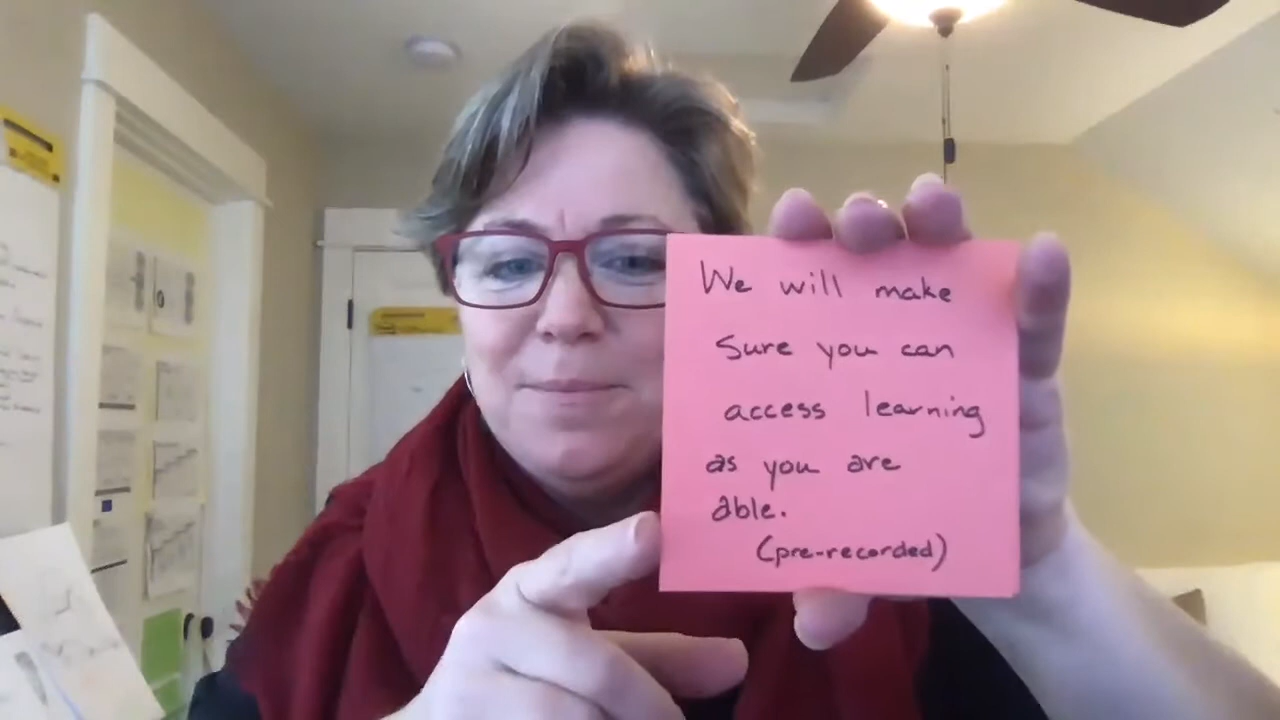 We will make
sure you can
access learning
as you are
able.
(pre-recorded)